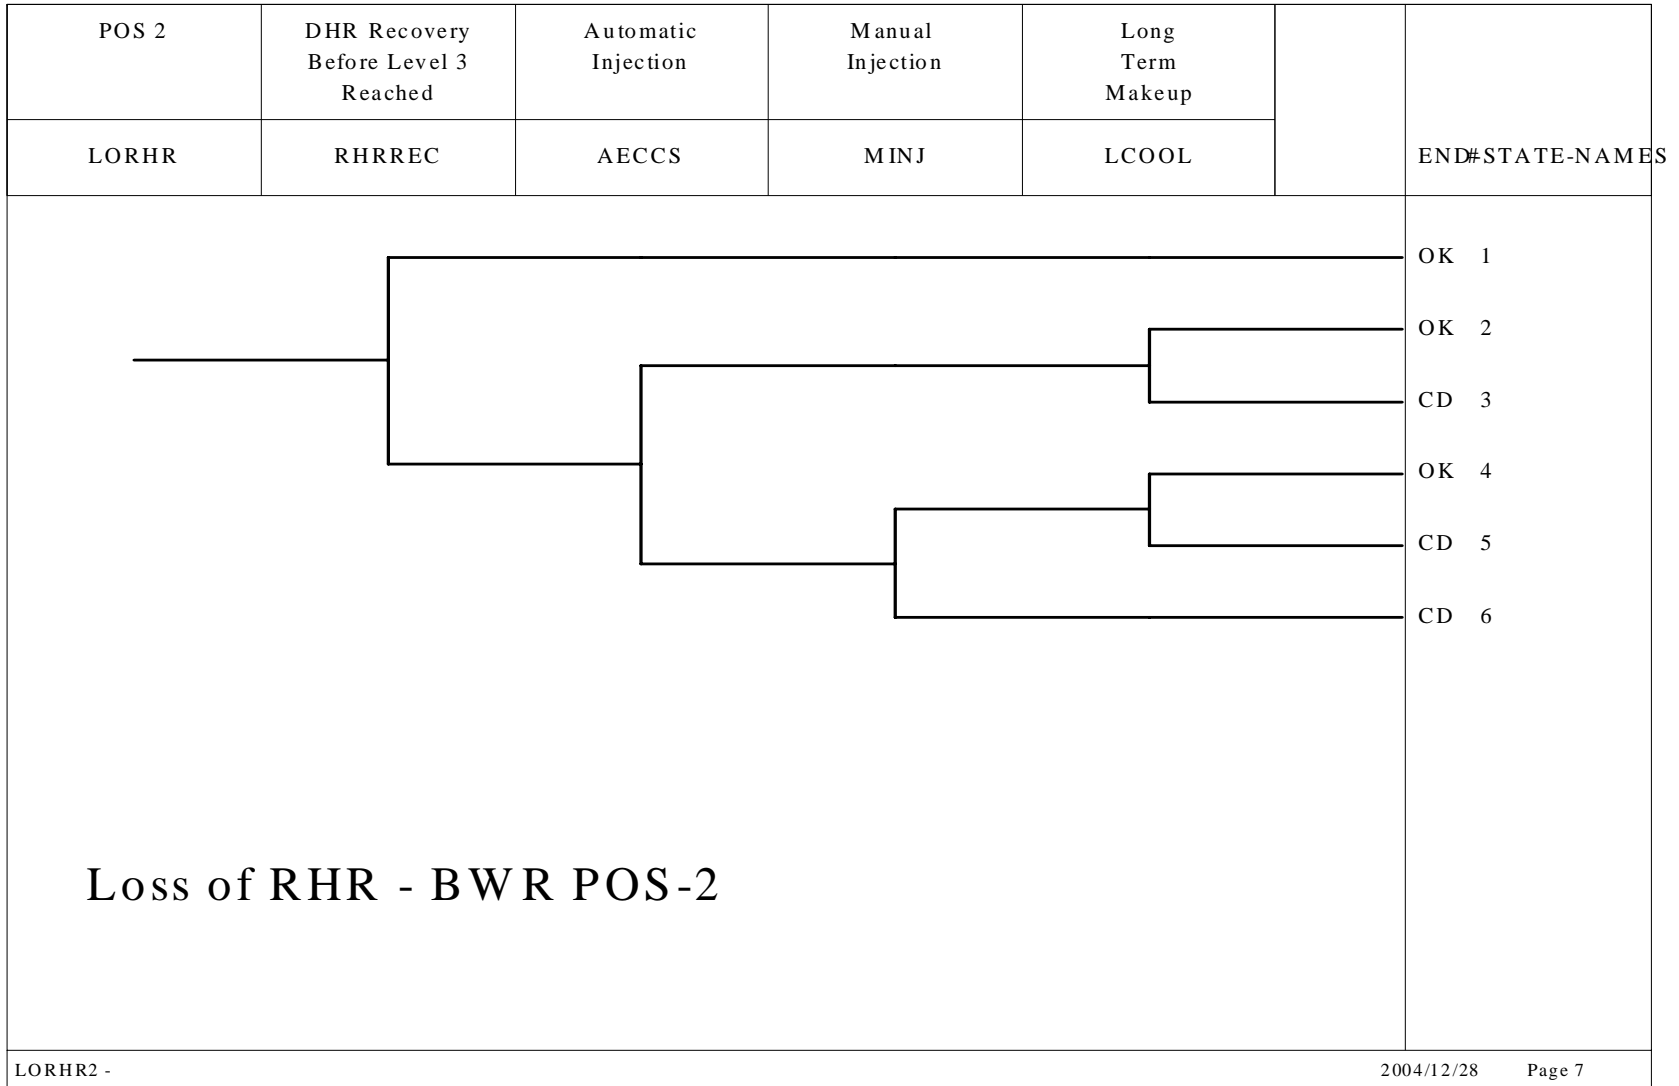 POS 2
DHR Recovery
Before Level 3
Reached
Automatic
Injection
Manual
Injection
Long
Term
Makeup
LORHR
RHRREC
AECCS
MINJ
LCOOL
END#STATE-NAMES
OK 1
OK 2
CD 3
OK 4
CD 5
CD 6
Loss of RHR - BWR POS-2
LORHR2 -
2004/12/28 Page 7